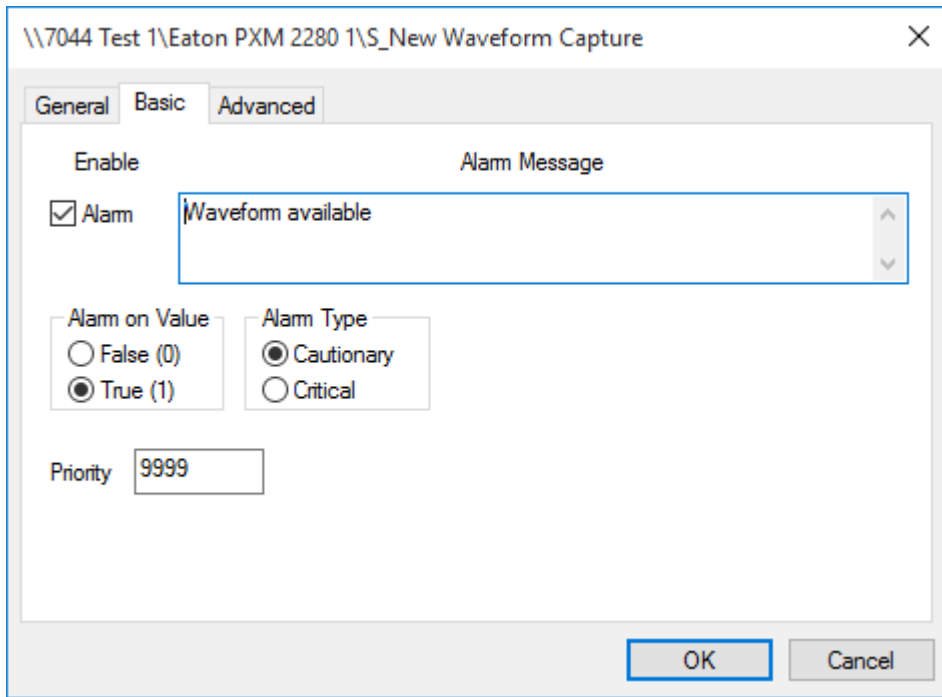 \\7044 Test 1\Eaton PXM 2280 1\S_New Waveform Capture
General Basic Advanced
Enable Alarm Message
Alarm Waveform available
Alarm on Value Alarm Type
False (0) Cautionary
True (1) Critical
Priority 9999
OK Cancel